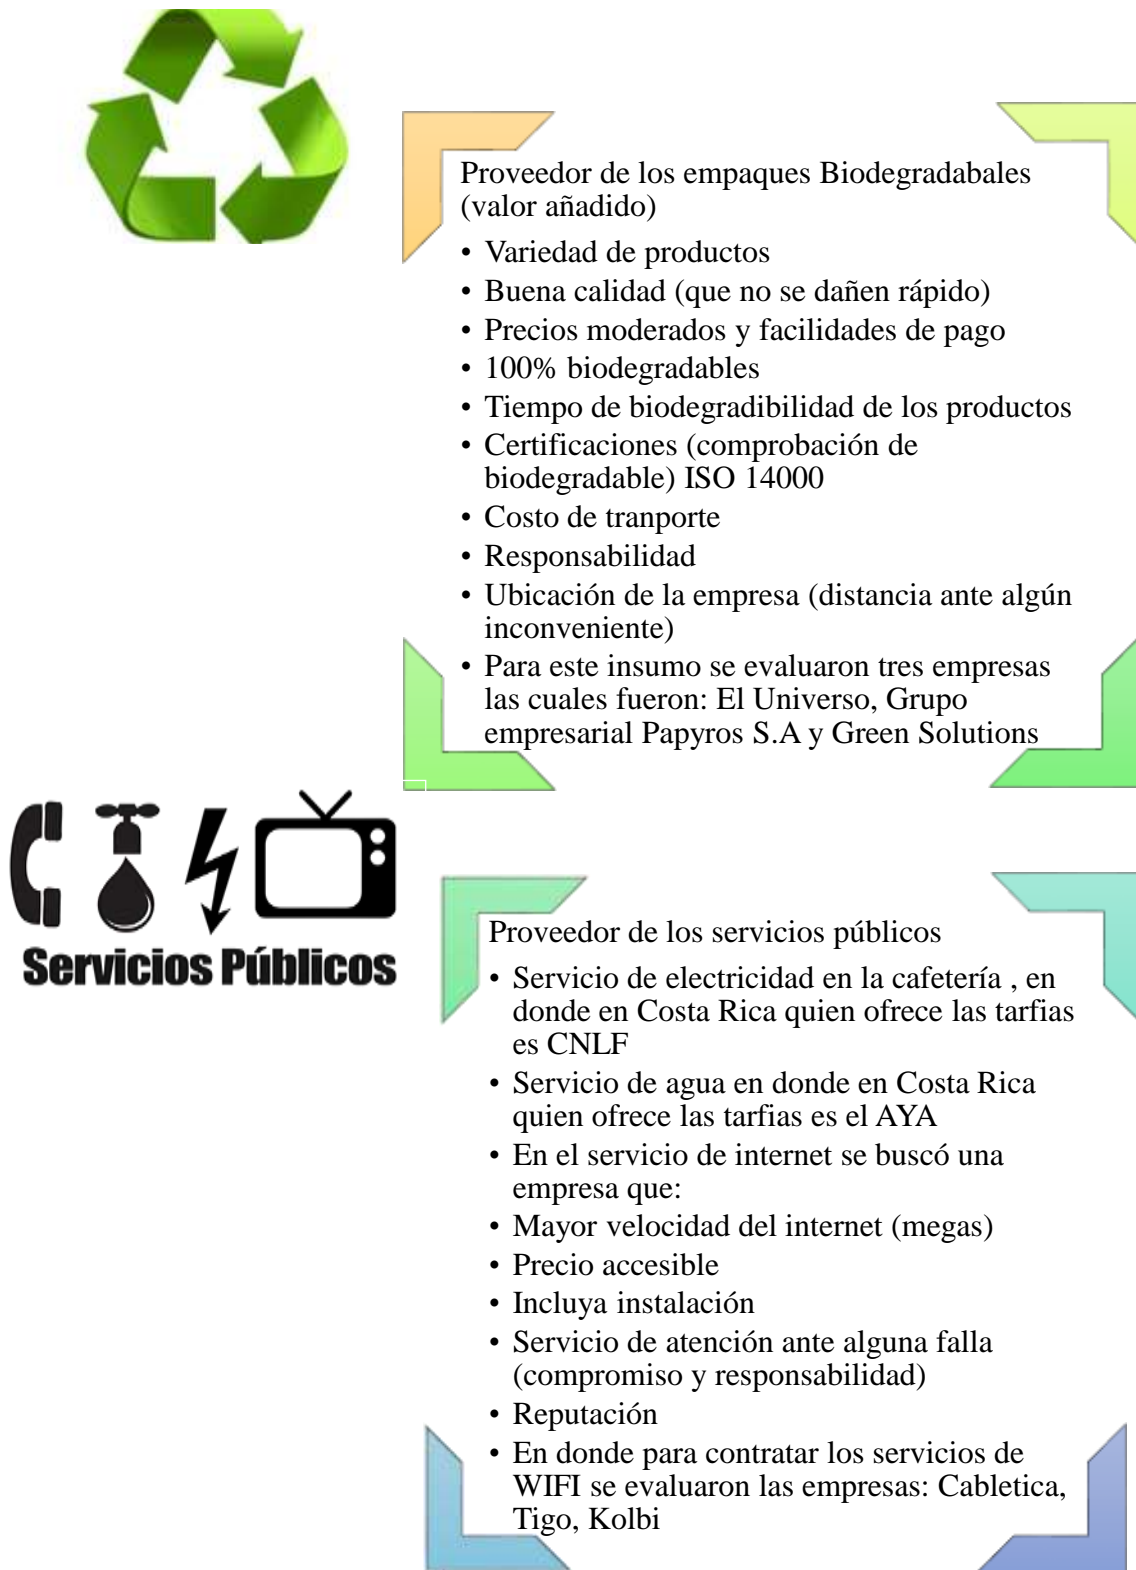 Proveedor de los empaques Biodegradabales
(valor añadido)
• Variedad de productos
• Buena calidad (que no se dañen rápido)
• Precios moderados y facilidades de pago
• 100% biodegradables
• Tiempo de biodegradibilidad de los productos
• Certificaciones (comprobación de
biodegradable) ISO 14000
• Costo de tranporte
• Responsabilidad
• Ubicación de la empresa (distancia ante algún
inconveniente)
• Para este insumo se evaluaron tres empresas
las cuales fueron: El Universo, Grupo
empresarial Papyros S.A y Green Solutions
Servicios Públicos
Proveedor de los servicios públicos
• Servicio de electricidad en la cafetería , en
donde en Costa Rica quien ofrece las tarfias
es CNLF
• Servicio de agua en donde en Costa Rica
quien ofrece las tarfias es el AYA
• En el servicio de internet se buscó una
empresa que:
• Mayor velocidad del internet (megas)
• Precio accesible
• Incluya instalación
• Servicio de atención ante alguna falla
(compromiso y responsabilidad)
• Reputación
• En donde para contratar los servicios de
WIFI se evaluaron las empresas: Cabletica,
Tigo, Kolbi